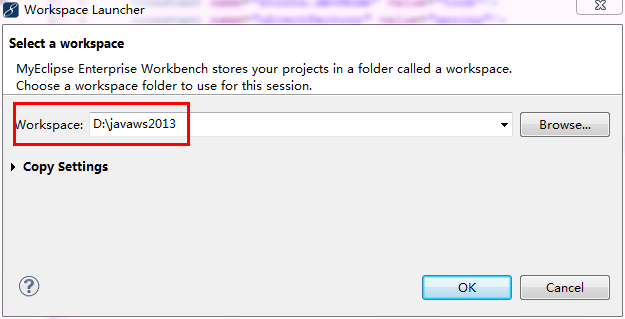 Workspace Launcher
Select a workspace
MyEclipse Enterprise Workbench stores your projects in a folder called a workspace.
Choose a workspace folder to use for this session.
Workspace: D:\javaws2013 Browse...
Copy Settings
OK Cancel